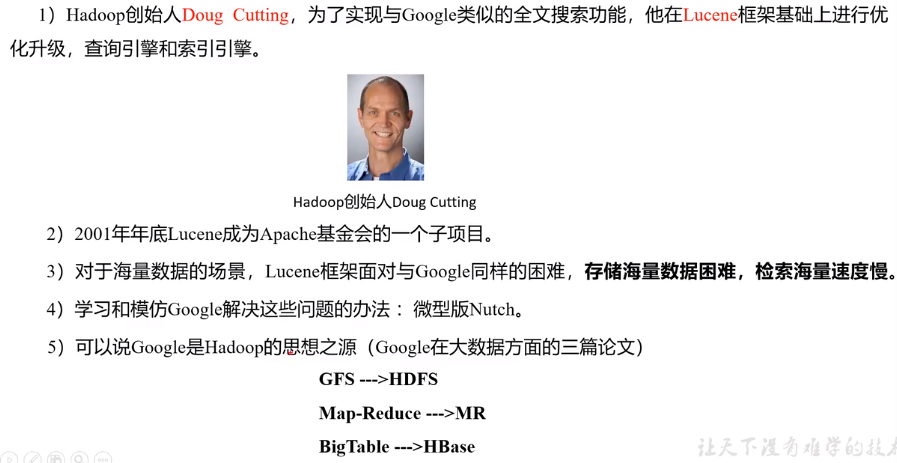 1）Hadoop创始人Doug Cutting，为了实现与Google类似的全文搜索功能，他在Lucene框架基础上进行优
化升级，查询引擎和索引引擎。
Hadoop创始人Doug Cutting
2）2001年年底Lucene成为Apache基金会的一个子项目。
3）对于海量数据的场景，Lucene框架面对与Google同样的困难，存储海量数据困难，检索海量速度慢。
4）学习和模仿Google解决这些问题的办法 ：微型版Nutch。
5）可以说Google是Hadoop的思想之源（Google在大数据方面的三篇论文）
GFS --->HDFS
Map-Reduce --->MR
BigTable --->HBase
让天下没有难学的技